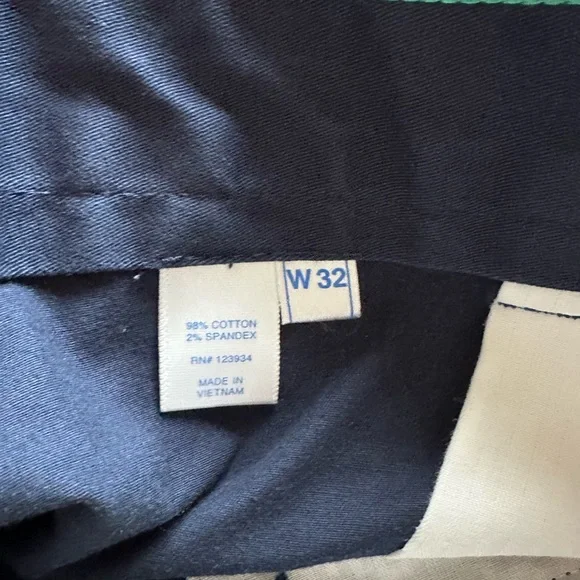 W 32
98% COTTON
2% SPANDEX
RN# 123934
MADE IN
VIETNAM